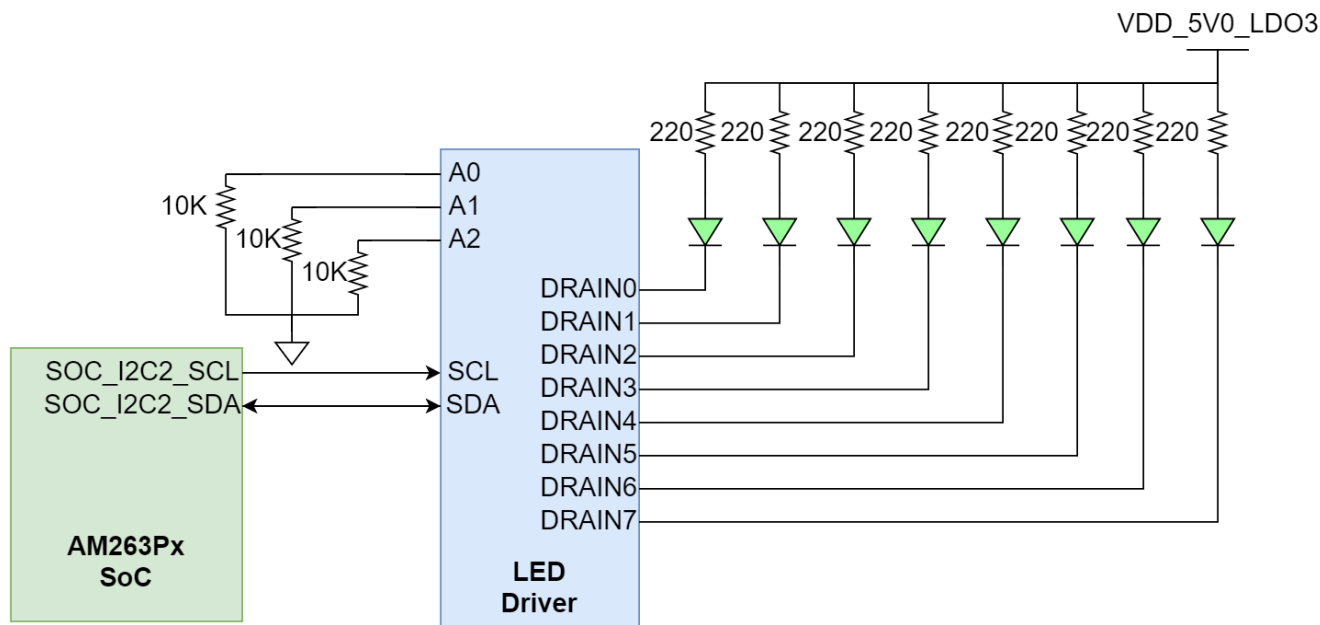 VDD_5V0_LDO3
220 220 220 220 220 220 220 220
A0
10K
A1
10K
A2
10K
DRAIN0
DRAIN1
DRAIN2
SOC_I2C2_SCL
SCL
DRAIN3
SOC_I2C2_SDA
SDA
DRAIN4
DRAIN5
DRAIN6
DRAIN7
AM263Px
SoC
LED
Driver